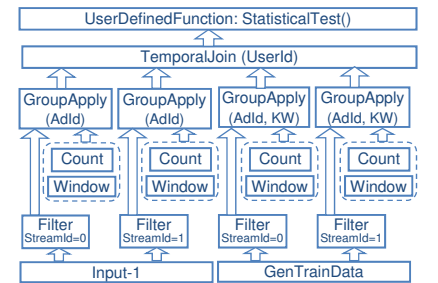 UserDefinedFunction: StatisticalTest()
TemporalJoin (UserId)
GroupApply (AdId)
GroupApply (AdId)
GroupApply (AdId, KW)
GroupApply (AdId, KW)
Count
Count
Count
Count
Window
Window
Window
Window
Filter StreamId=0
Filter StreamId=1
Filter StreamId=0
Filter StreamId=1
Input-1
GenTrainData